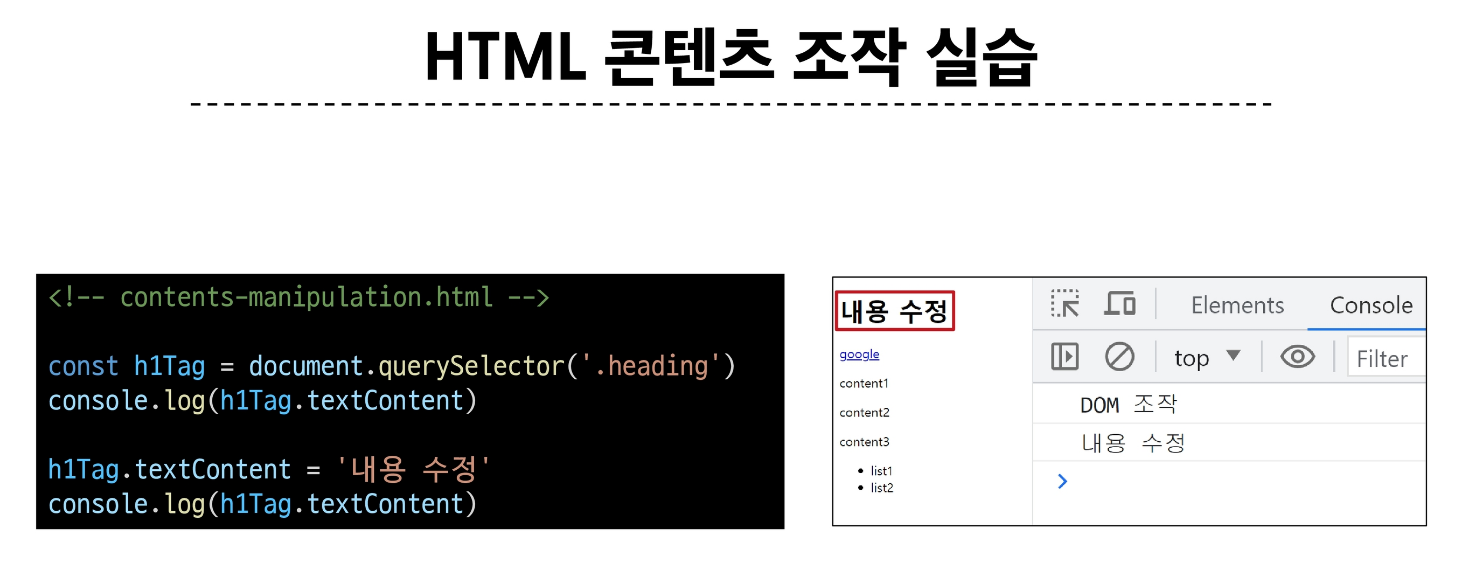 HTML 콘텐츠 조작 실습
<!-- contents-manipulation.html -->
const h1Tag = document.querySelector('.heading')
console.log(h1Tag.textContent)
h1Tag.textContent = '내용 수정'
console.log(h1Tag.textContent)
내용 수정
google
content1
content2
content3
list1
list2
Elements Console
top Filter
DOM 조작
내용 수정